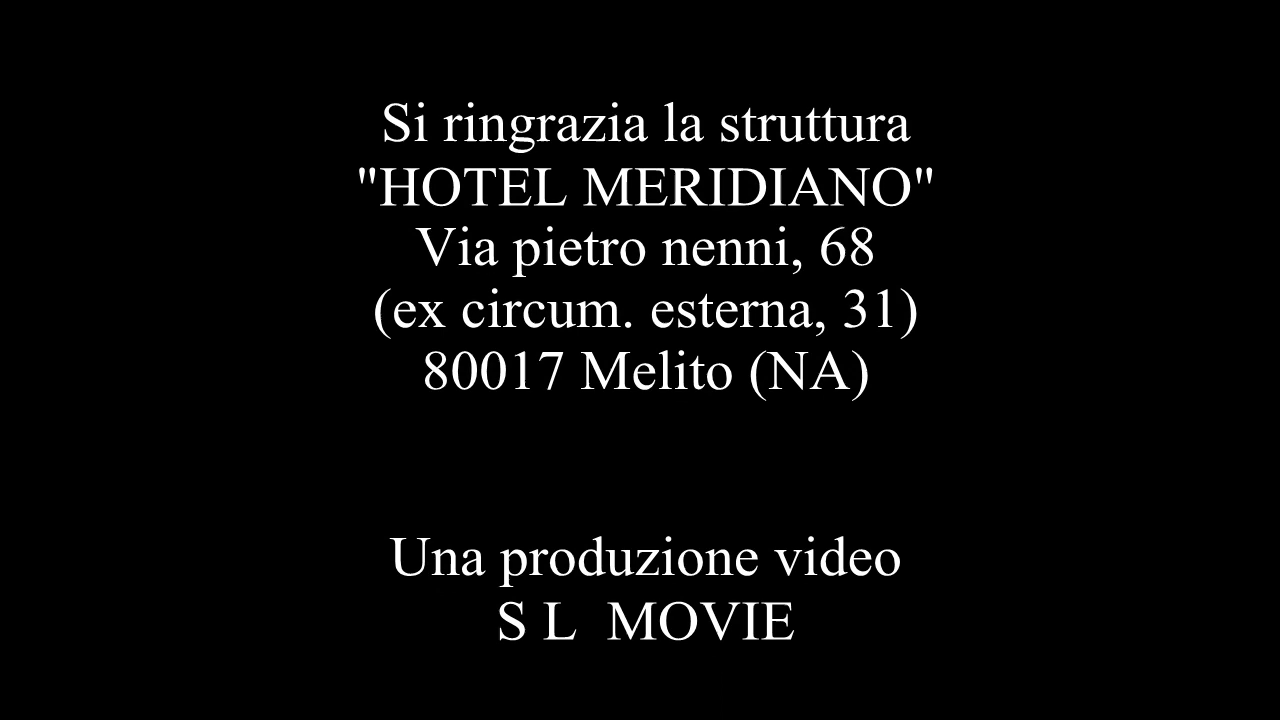 Si ringrazia la struttura
"HOTEL MERIDIANO"
Via pietro nenni, 68
(ex circum. esterna, 31)
80017 Melito (NA)
Una produzione video
S L  MOVIE